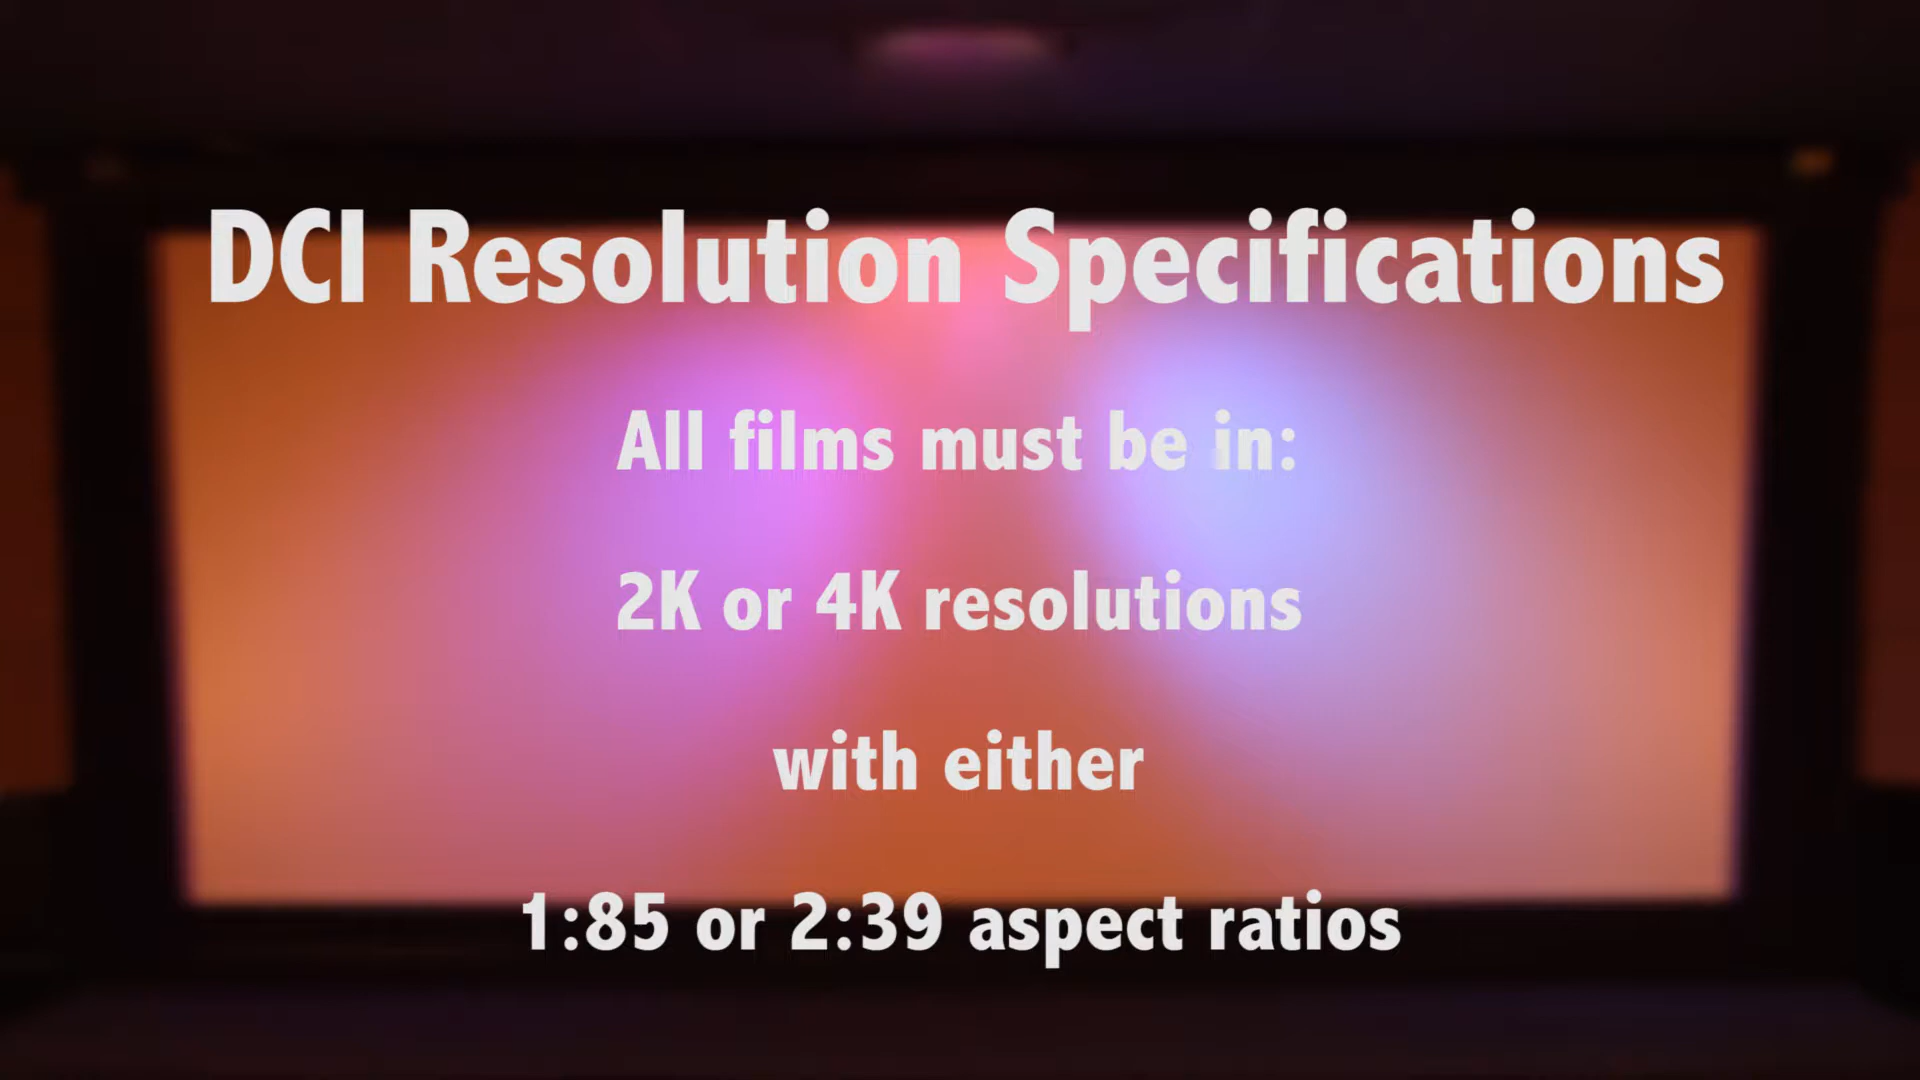 DCI Resolution Specifications
All films must be in:
2K or 4K resolutions
with either
1:85 or 2:39 aspect ratios